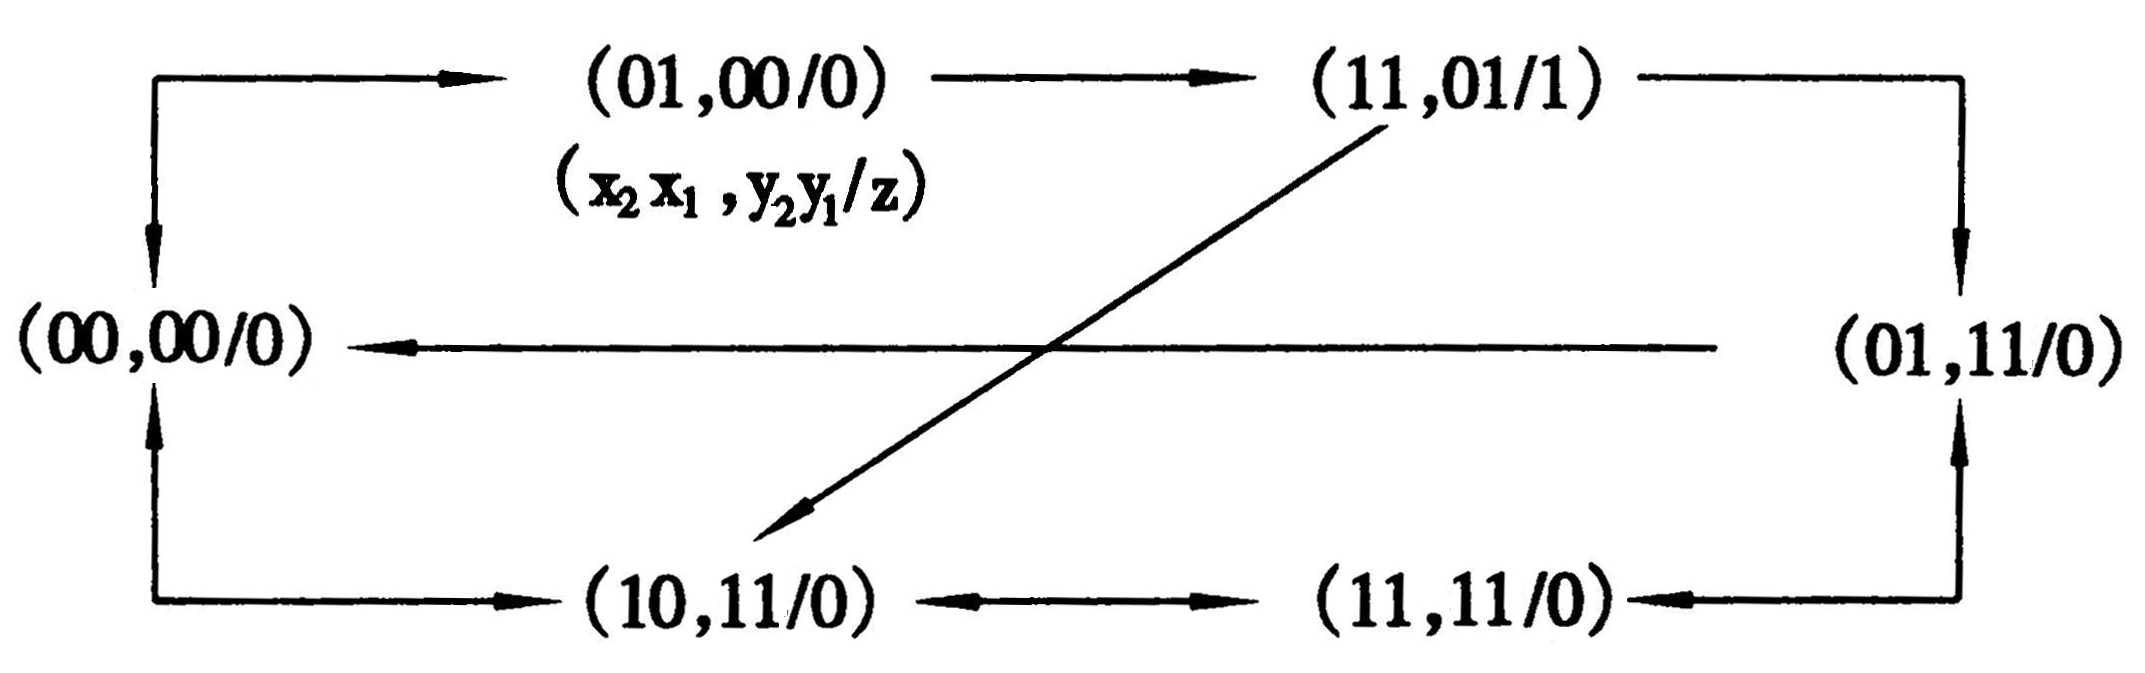 (01,00/0) (11,01/1)
(x₂x₁,y₂y₁/z)
(00,00/0) (01,11/0)
(10,11/0) (11,11/0)